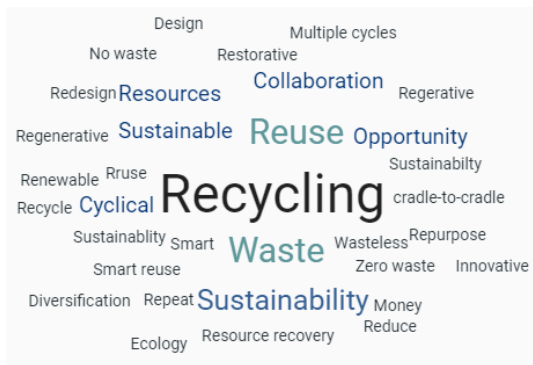 Design
Multiple cycles
No waste
Restorative
Collaboration
Redesign
Resources
Regerative
Regenerative
Sustainable
Reuse
Opportunity
Sustainabilty
Renewable
Rruse
Recycling
cradle-to-cradle
Recycle
Cyclical
Sustainablity
Smart
Waste
Wasteless
Repurpose
Smart reuse
Zero waste
Innovative
Diversification
Repeat
Sustainability
Money
Reduce
Ecology
Resource recovery